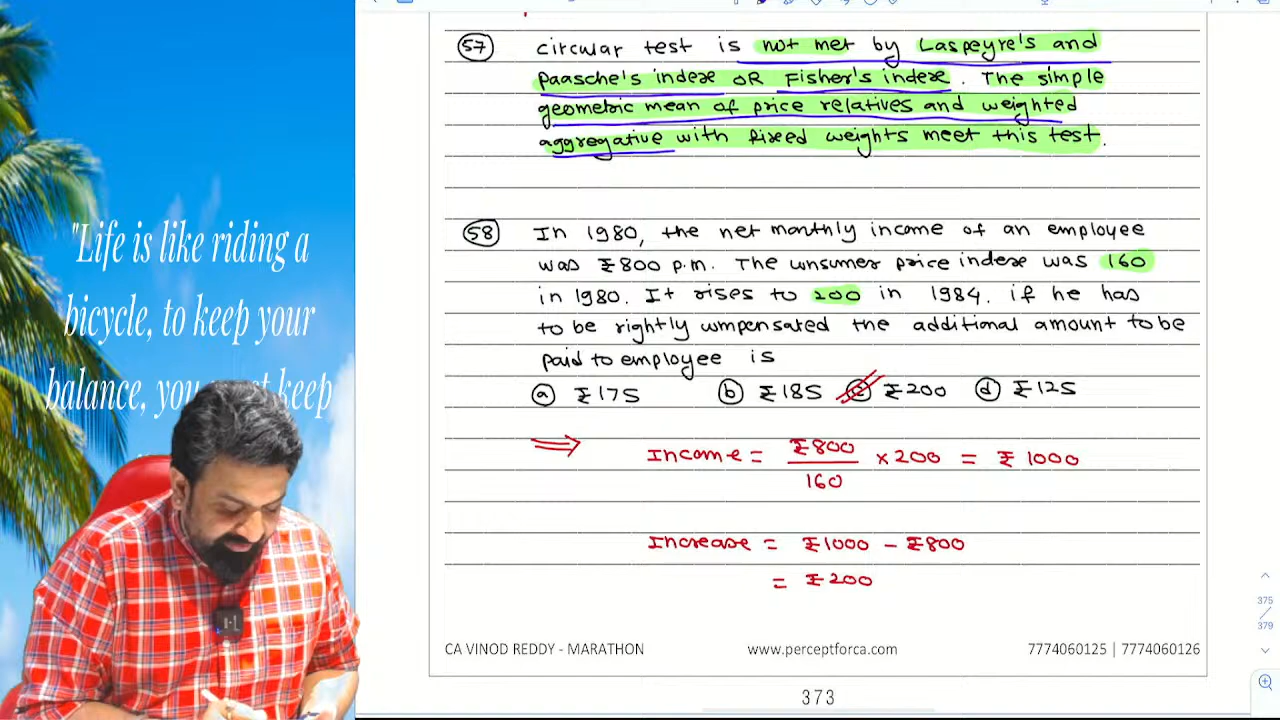 "Life is like riding a
bicycle, to keep your
balance, you must keep
57 circular test is not met by Laspeyre's and
Paasche's index OR Fisher's index. The simple
geometric mean of price relatives and weighted
aggregative with fixed weights meet this test.
58 In 1980, the net monthly income of an employee
was ₹800 p.m. The consumer price index was 160
in 1980. It rises to 200 in 1984. if he has
to be rightly compensated the additional amount to be
paid to employee is
a ₹175 b ₹185 c ₹200 d ₹125
⇒ Income = ₹800 / 160 × 200 = ₹1000
Increase = ₹1000 - ₹800
= ₹200
CA VINOD REDDY - MARATHON www.perceptforca.com 7774060125 | 7774060126
373
375
/
379